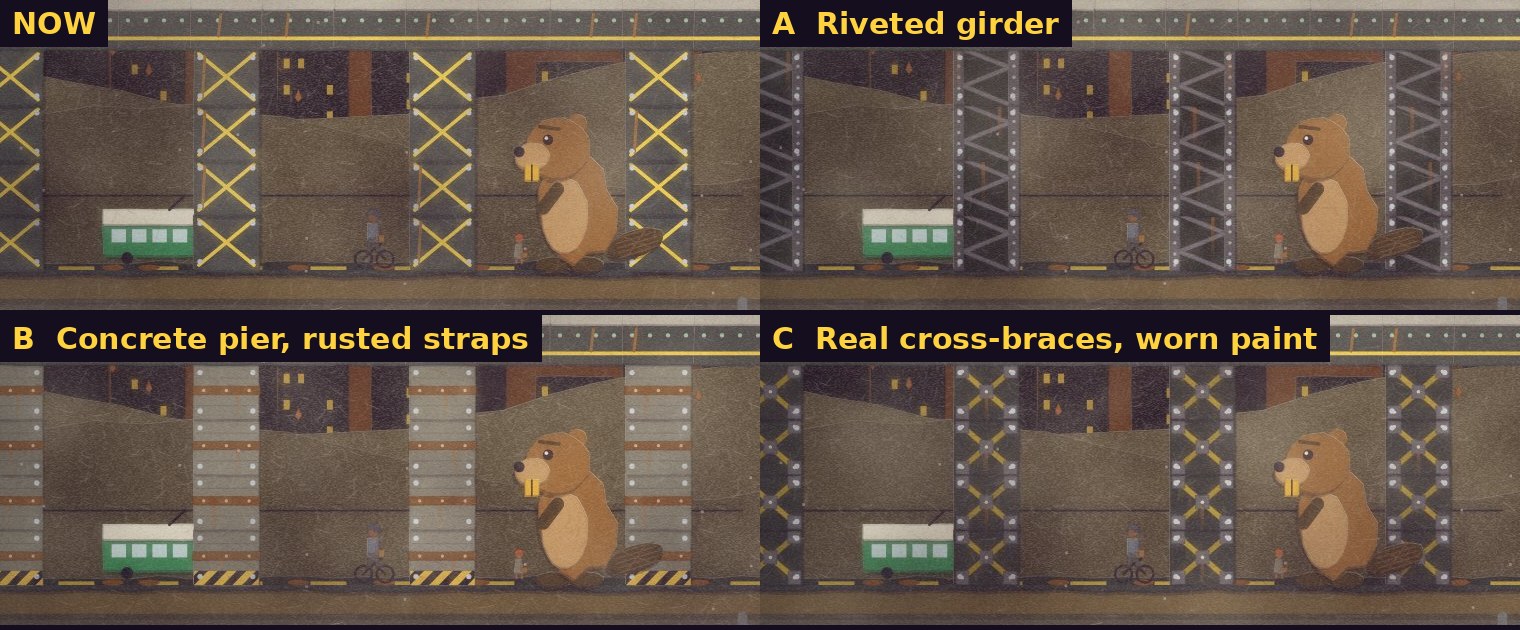 NOW
A Riveted girder
B Concrete pier, rusted straps
C Real cross-braces, worn paint